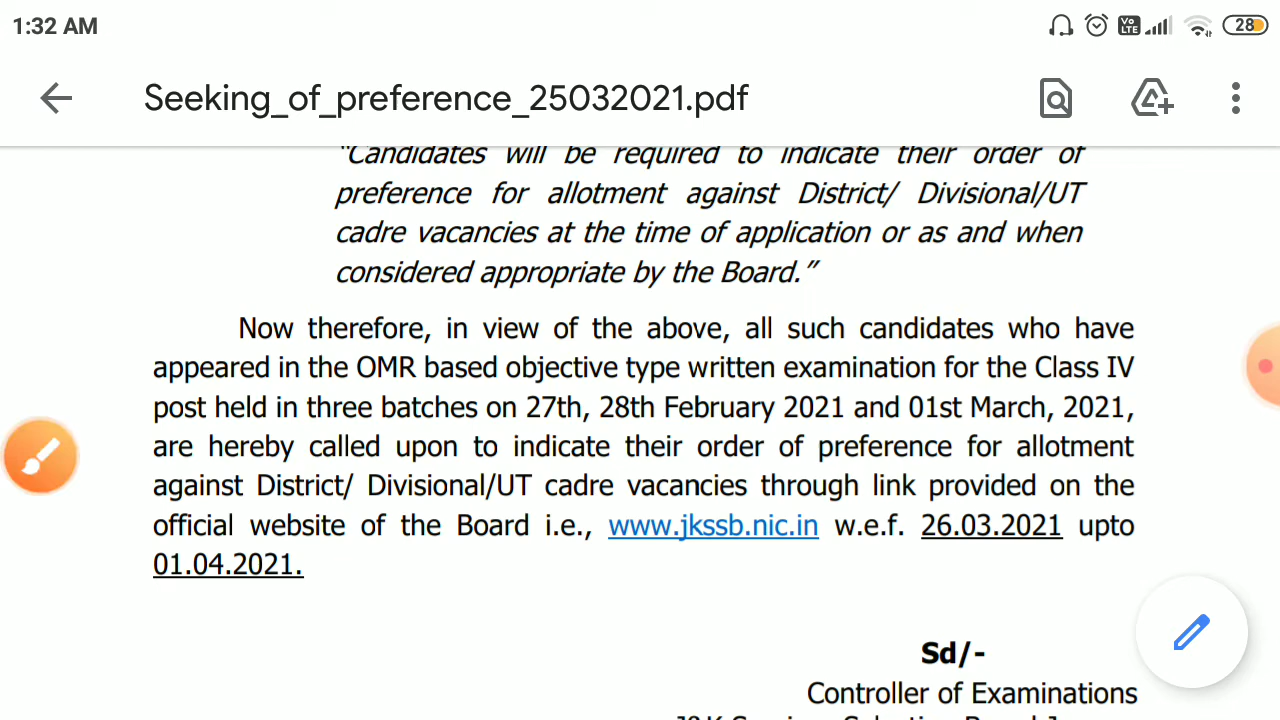 1:32 AM
Vo LTE
28
Seeking_of_preference_25032021.pdf
"Candidates will be required to indicate their order of
preference for allotment against District/ Divisional/UT
cadre vacancies at the time of application or as and when
considered appropriate by the Board."
Now therefore, in view of the above, all such candidates who have
appeared in the OMR based objective type written examination for the Class IV
post held in three batches on 27th, 28th February 2021 and 01st March, 2021,
are hereby called upon to indicate their order of preference for allotment
against District/ Divisional/UT cadre vacancies through link provided on the
official website of the Board i.e., www.jkssb.nic.in w.e.f. 26.03.2021 upto
01.04.2021.
Sd/-
Controller of Examinations